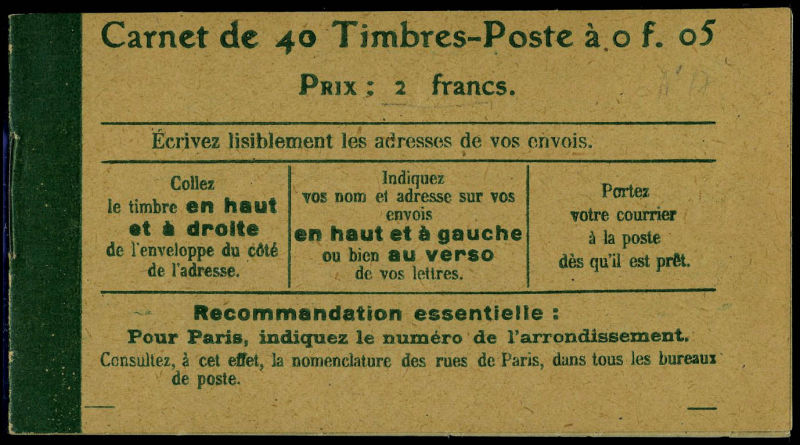 Carnet de 40 Timbres-Poste à 0 f. 05
PRIX : 2 francs.
Écrivez lisiblement les adresses de vos envois.
Collez
le timbre en haut
et à droite
de l'enveloppe du côté
de l'adresse.
Indiquez
vos nom et adresse sur vos
envois
en haut et à gauche
ou bien au verso
de vos lettres.
Portez
votre courrier
à la poste
dès qu'il est prêt.
Recommandation essentielle :
Pour Paris, indiquez le numéro de l'arrondissement.
Consultez, à cet effet, la nomenclature des rues de Paris, dans tous les bureaux
de poste.